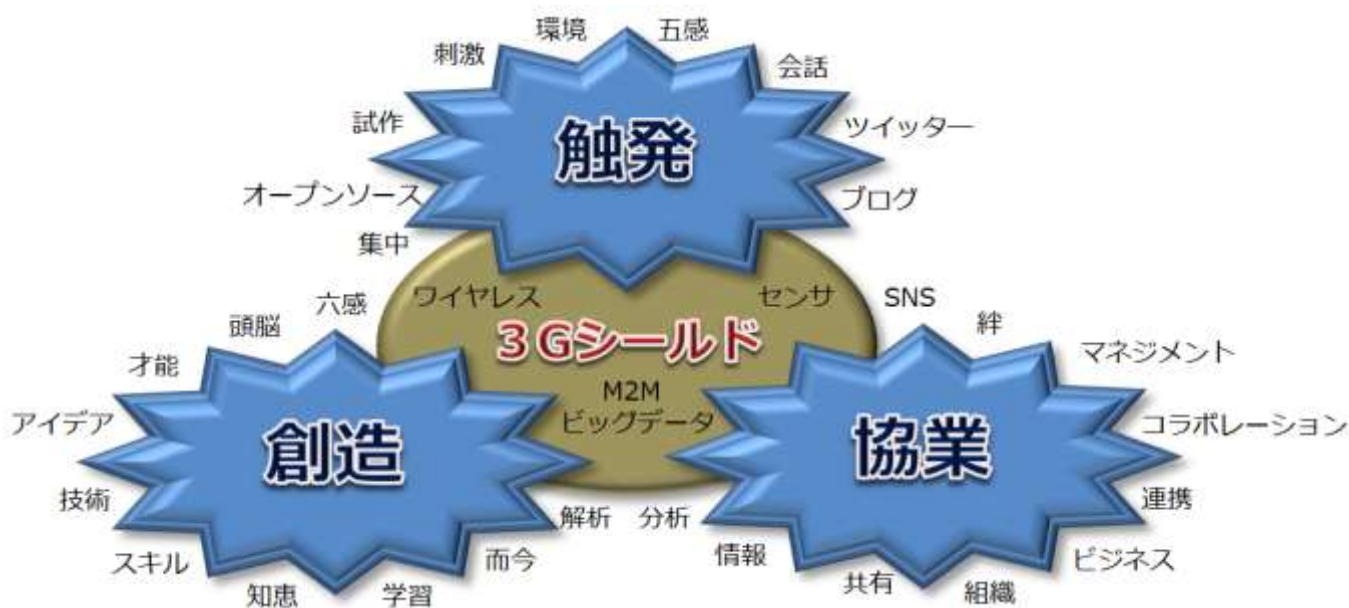 環境
五感
刺激
会話
試作
ツイッター
触発
オープンソース
ブログ
集中
ワイヤレス
センサ
SNS
六感
絆
頭脳
３Gシールド
マネジメント
才能
M2M
ビッグデータ
アイデア
コラボレーション
創造
協業
技術
連携
解析
分析
スキル
而今
情報
ビジネス
知恵
学習
共有
組織